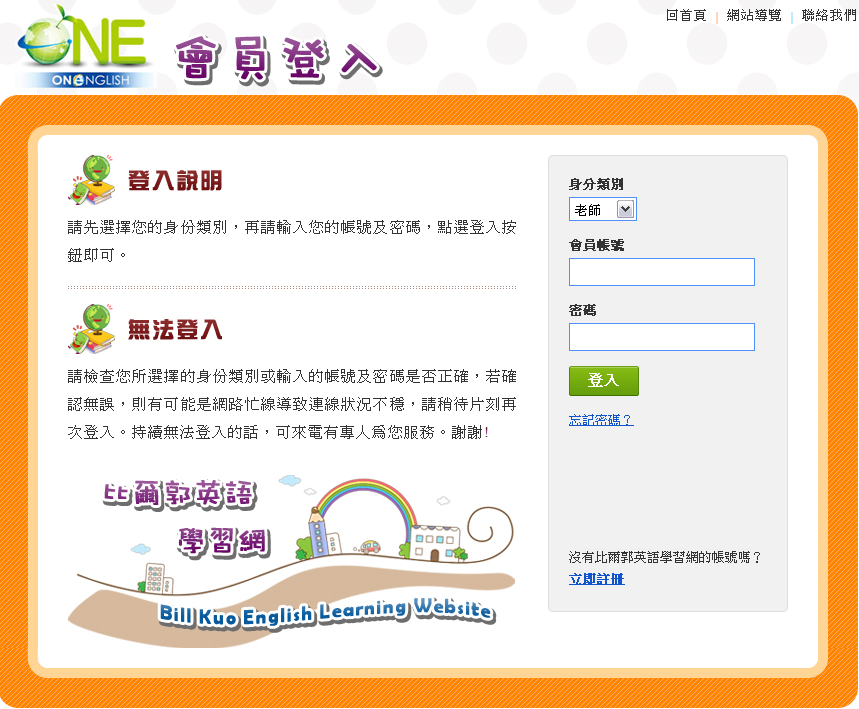 回首頁 | 網站導覽 | 聯絡我們
ONE
ONE ENGLISH
會員登入
登入說明
請先選擇您的身份類別，再請輸入您的帳號及密碼，點選登入按
鈕即可。
無法登入
請檢查您所選擇的身份類別或輸入的帳號及密碼是否正確，若確
認無誤，則有可能是網路忙線導致連線狀況不穩，請稍待片刻再
次登入。持續無法登入的話，可來電有專人為您服務。謝謝!
比爾郭英語
學習網
Bill Kuo English Learning Website
身分類別
老師
會員帳號
密碼
登入
忘記密碼？
沒有比爾郭英語學習網的帳號嗎？
立即註冊